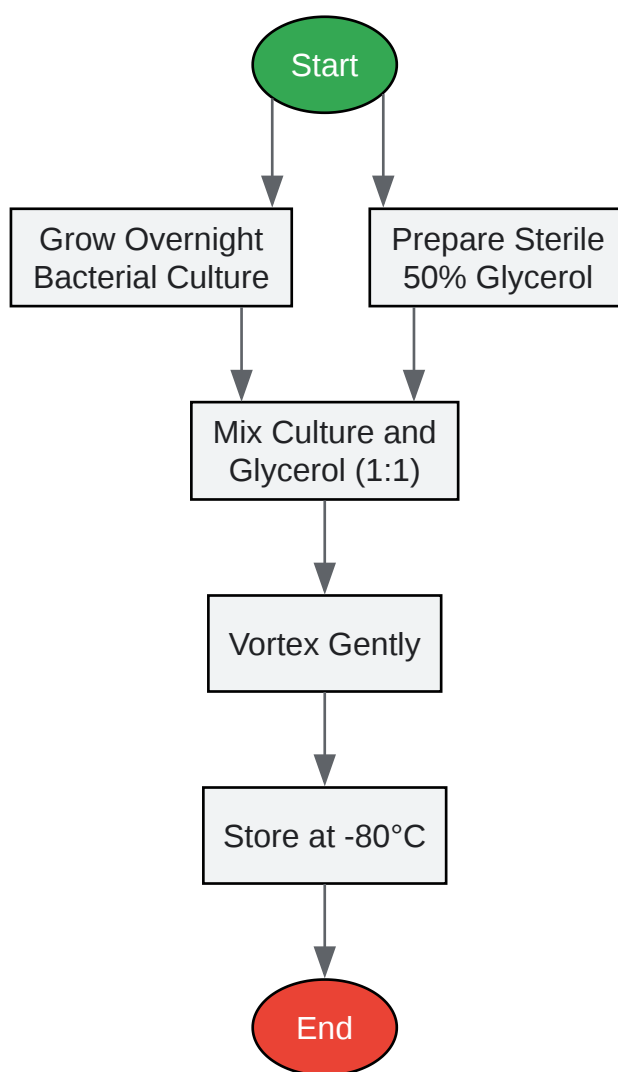 Start
Grow Overnight
Bacterial Culture
Prepare Sterile
50% Glycerol
Mix Culture and
Glycerol (1:1)
Vortex Gently
Store at -80°C
End